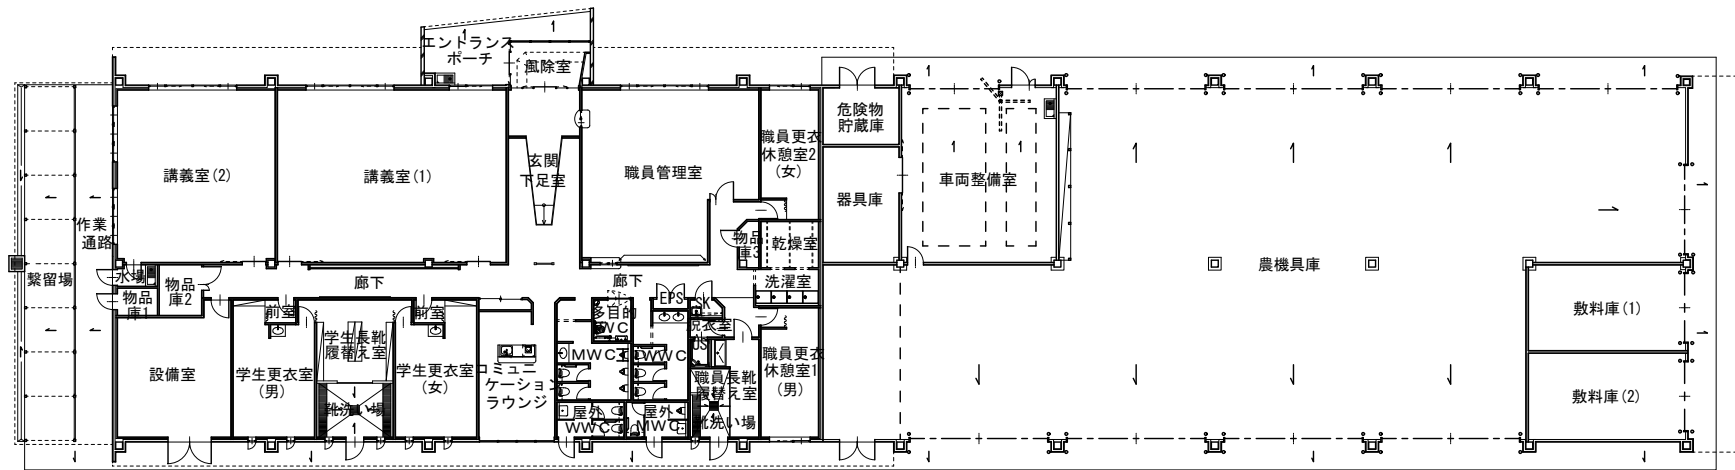 エントランス
ポーチ
風除室
危険物
貯蔵庫
職員更衣
休憩室2
(女)
講義室(2)
講義室(1)
玄関
下足室
職員管理室
器具庫
車両整備室
作業
通路
物品
庫3
乾燥室
繋留場
水場
物品
庫2
廊下
廊下
洗濯室
農機具庫
物品
庫1
前室
前室
多目的
WC
EPS
SK
脱衣室
US
敷料庫(1)
学生長靴
履替え室
設備室
学生更衣室
(男)
学生更衣室
(女)
コミュニ
ケーション
ラウンジ
MWC
WWC
職員長靴
履替え室
職員更衣
休憩室1
(男)
敷料庫(2)
靴洗い場
屋外
WWC
屋外
MWC
靴洗い場